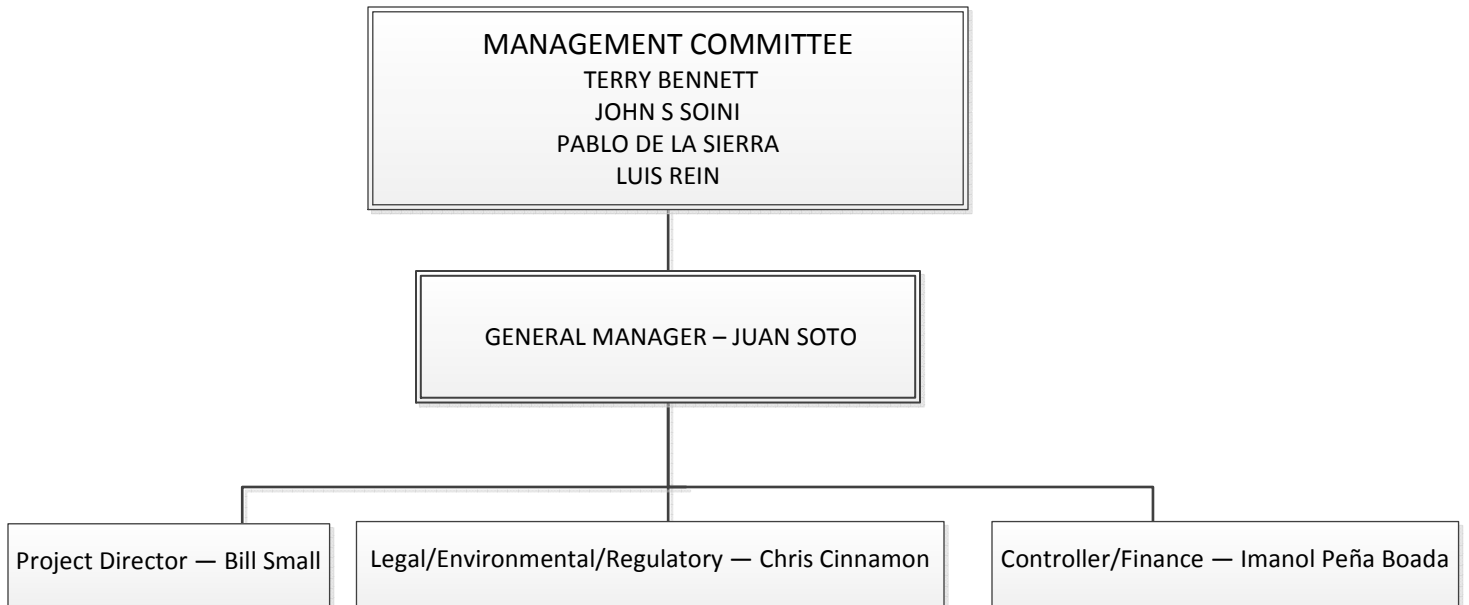 MANAGEMENT COMMITTEE
TERRY BENNETT
JOHN S SOINI
PABLO DE LA SIERRA
LUIS REIN
GENERAL MANAGER – JUAN SOTO
Project Director — Bill Small
Legal/Environmental/Regulatory — Chris Cinnamon
Controller/Finance — Imanol Peña Boada